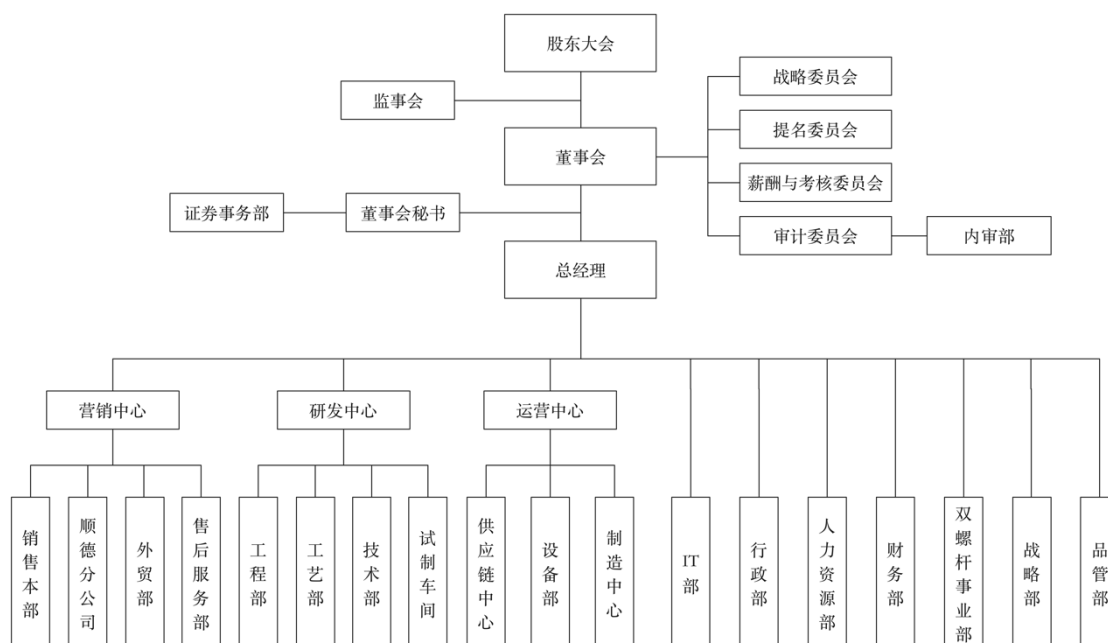 股东大会
监事会
战略委员会
提名委员会
董事会
薪酬与考核委员会
证券事务部
董事会秘书
审计委员会
内审部
总经理
营销中心
研发中心
运营中心
销售本部
顺德分公司
外贸部
售后服务部
工程部
工艺部
技术部
试制车间
供应链中心
设备部
制造中心
IT部
行政部
人力资源部
财务部
双螺杆事业部
战略部
品管部